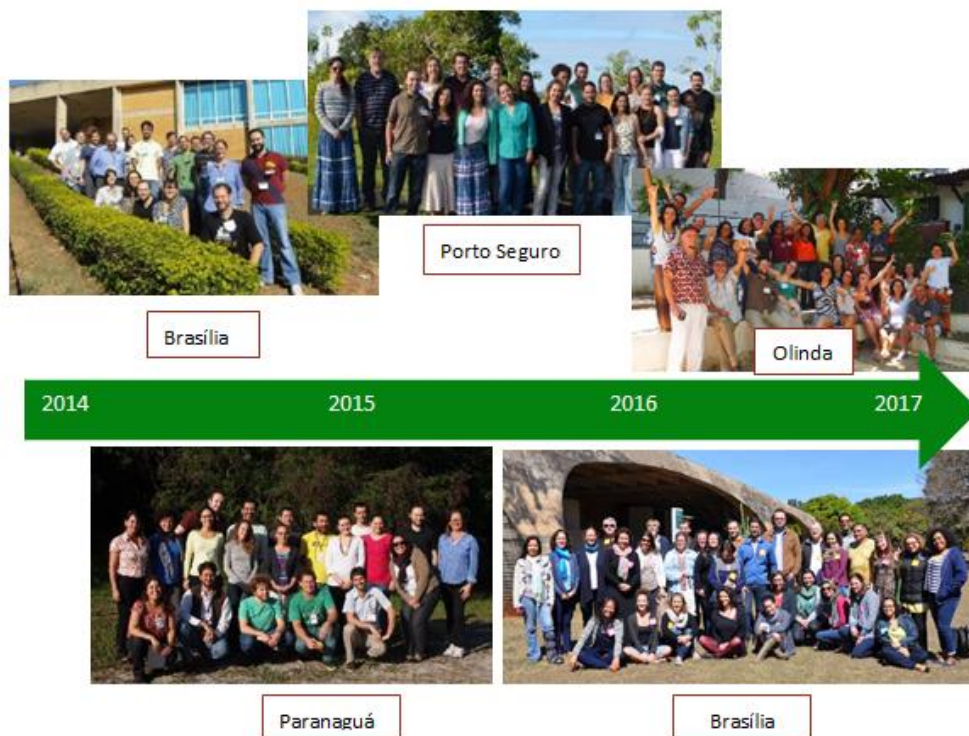 Porto Seguro
Brasília
Olinda
2014
2015
2016
2017
Paranaguá
Brasília